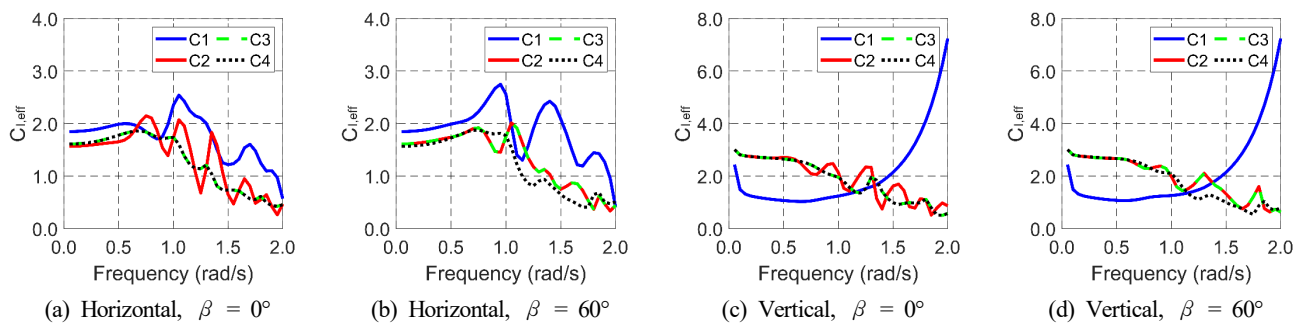 4.0
3.0
2.0
1.0
0.0
C1
C3
C2
C4
C_I,eff
0.0 0.5 1.0 1.5 2.0
Frequency (rad/s)
(a) Horizontal, β = 0°
4.0
3.0
2.0
1.0
0.0
C1
C3
C2
C4
C_I,eff
0.0 0.5 1.0 1.5 2.0
Frequency (rad/s)
(b) Horizontal, β = 60°
8.0
6.0
4.0
2.0
0.0
C1
C3
C2
C4
C_I,eff
0.0 0.5 1.0 1.5 2.0
Frequency (rad/s)
(c) Vertical, β = 0°
8.0
6.0
4.0
2.0
0.0
C1
C3
C2
C4
C_I,eff
0.0 0.5 1.0 1.5 2.0
Frequency (rad/s)
(d) Vertical, β = 60°